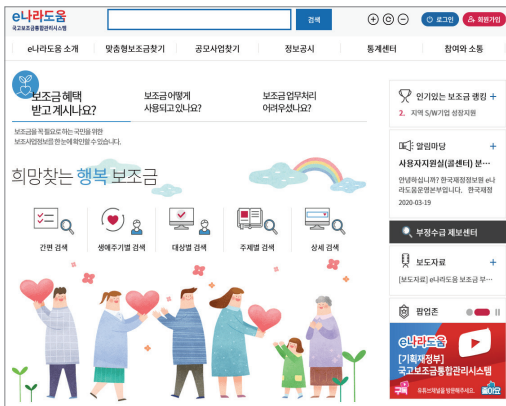 e나라도움
국고보조금통합관리시스템
검색
로그인
회원가입
e나라도움 소개
맞춤형보조금찾기
공모사업찾기
정보공시
통계센터
참여와 소통
보조금 혜택
받고 계시나요?
보조금 어떻게
사용되고 있나요?
보조금 업무처리
어려우셨나요?
보조금을 꼭 필요로 하는 국민을 위한
보조사업정보를 한 눈에 확인할 수 있습니다.
희망찾는 행복 보조금
간편 검색
생애주기별 검색
대상별 검색
주제별 검색
상세 검색
인기있는 보조금 랭킹 +
2. 지역 S/W기업 성장지원
알림마당 +
사용자지원실(콜센터) 분…
안녕하십니까? 한국재정정보원 e나
라도움운영본부입니다. 한국재정
2020-03-19
부정수급 제보센터
보도자료 +
[보도자료] e나라도움 보조금 부…
팝업존
e나라도움
[기획재정부]
국고보조금통합관리시스템
유튜브채널을 방문해주세요.